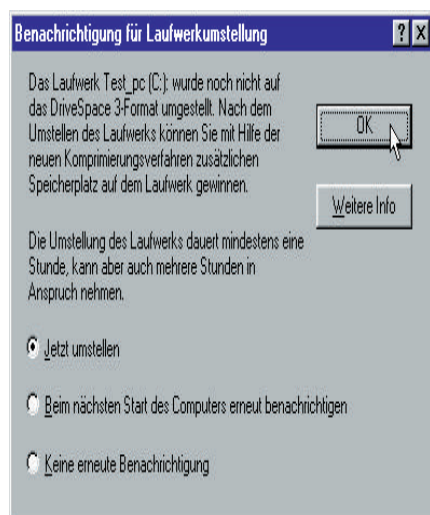 Benachrichtigung für Laufwerkumstellung
Das Laufwerk Test_pc (C:): wurde noch nicht auf
das DriveSpace 3-Format umgestellt. Nach dem
Umstellen des Laufwerks können Sie mit Hilfe der
neuen Komprimierungsverfahren zusätzlichen
Speicherplatz auf dem Laufwerk gewinnen.
OK
Weitere Info
Die Umstellung des Laufwerks dauert mindestens eine
Stunde, kann aber auch mehrere Stunden in
Anspruch nehmen.
Jetzt umstellen
Beim nächsten Start des Computers erneut benachrichtigen
Keine erneute Benachrichtigung